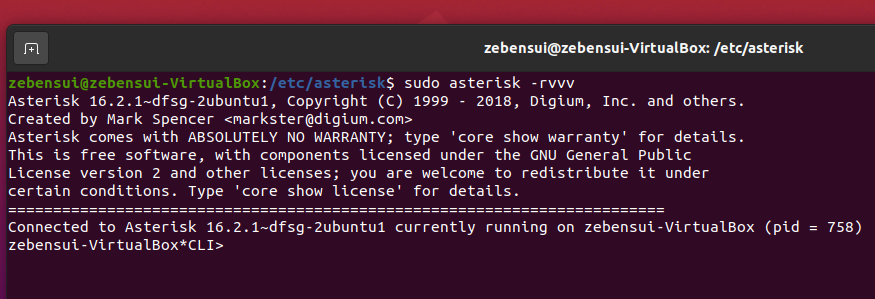 zebensui@zebensui-VirtualBox: /etc/asterisk
zebensui@zebensui-VirtualBox:/etc/asterisk$ sudo asterisk -rvvv
Asterisk 16.2.1~dfsg-2ubuntu1, Copyright (C) 1999 - 2018, Digium, Inc. and others.
Created by Mark Spencer <markster@digium.com>
Asterisk comes with ABSOLUTELY NO WARRANTY; type 'core show warranty' for details.
This is free software, with components licensed under the GNU General Public
License version 2 and other licenses; you are welcome to redistribute it under
certain conditions. Type 'core show license' for details.
=========================================================================
Connected to Asterisk 16.2.1~dfsg-2ubuntu1 currently running on zebensui-VirtualBox (pid = 758)
zebensui-VirtualBox*CLI>